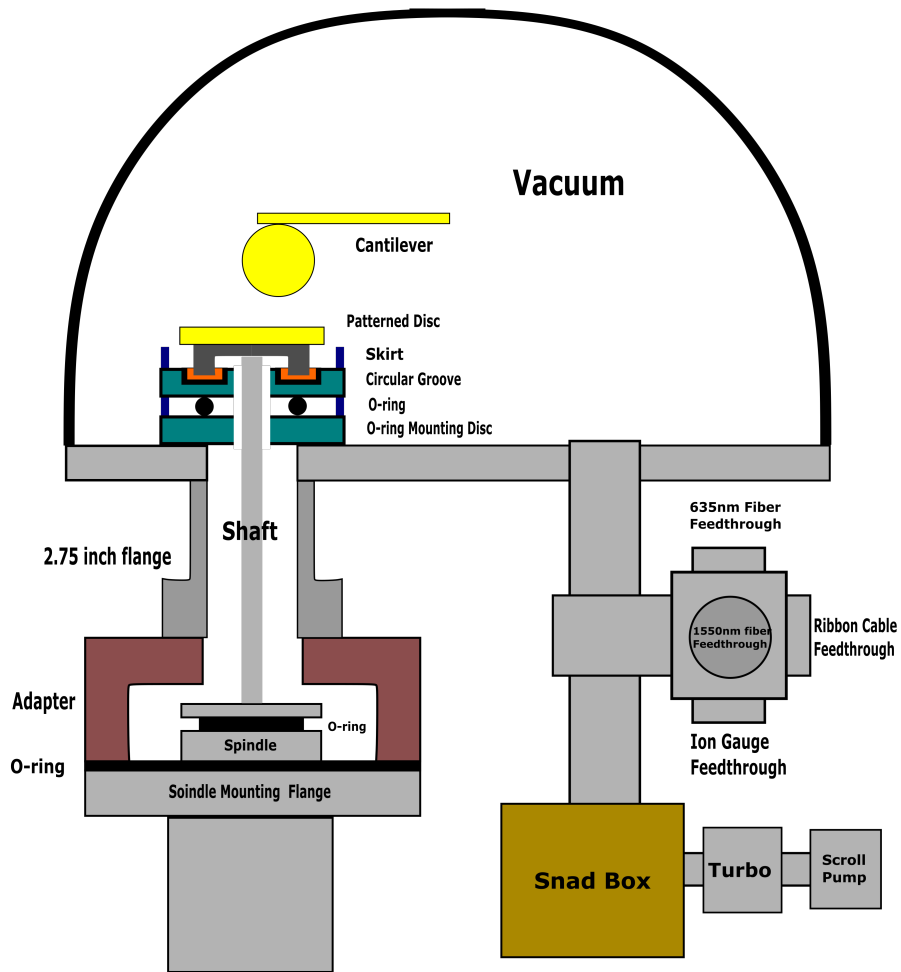 Vacuum
Cantilever
Patterned Disc
Skirt
Circular Groove
O-ring
O-ring Mounting Disc
Shaft
2.75 inch flange
635nm Fiber
Feedthrough
1550nm fiber
Feedthrough
Ribbon Cable
Feedthrough
Adapter
O-ring
Spindle
Ion Gauge
Feedthrough
O-ring
Soindle Mounting Flange
Snad Box
Turbo
Scroll
Pump